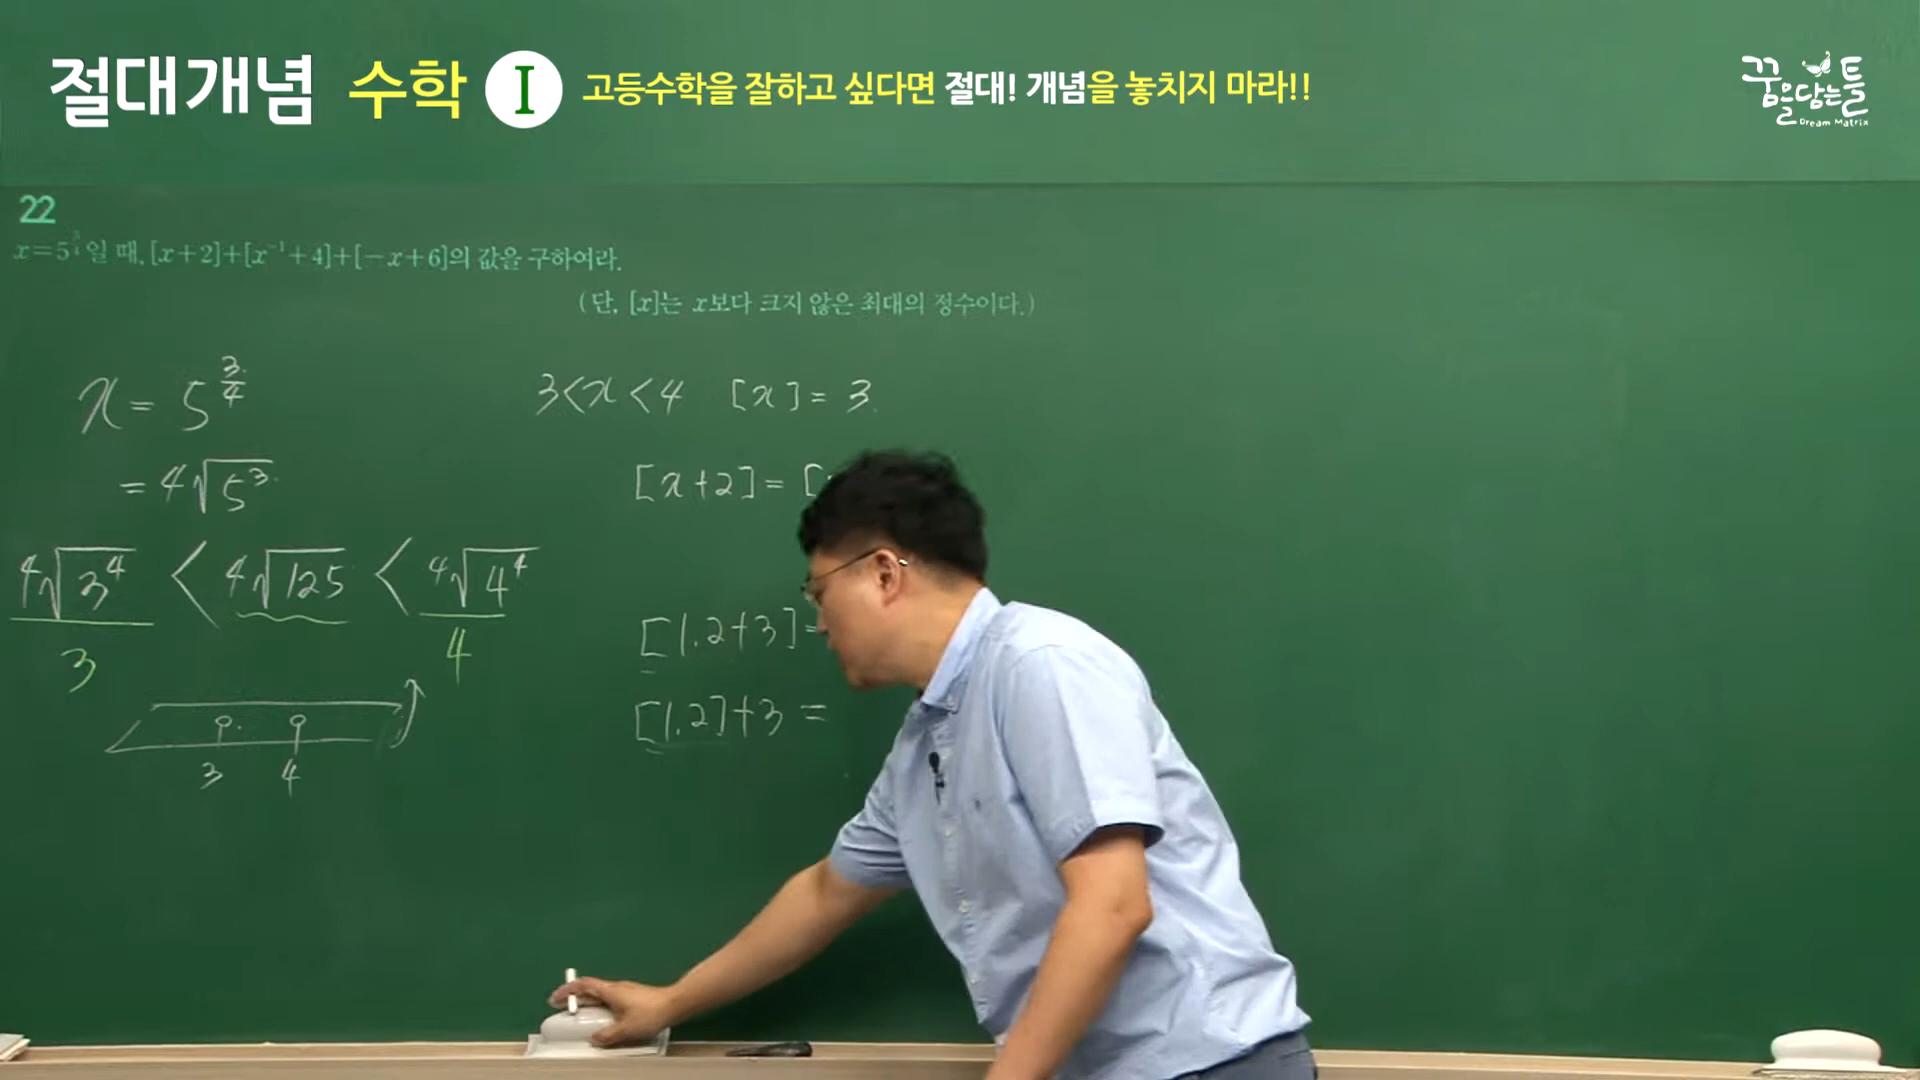 절대개념 수학 I 고등수학을 잘하고 싶다면 절대! 개념을 놓치지 마라!!
꿈을담는틀
Dream Matrix
22
x=5^{3/4}일 때, [x+2]+[x^{-1}+4]+[-x+6]의 값을 구하여라.
(단, [x]는 x보다 크지 않은 최대의 정수이다.)
x = 5^{3/4}
= ⁴√5³
⁴√3⁴ < ⁴√125 < ⁴√4⁴
3 4
3 4
3<x<4 [x]=3
[x+2]=[
[1.2+3]=
[1.2]+3=